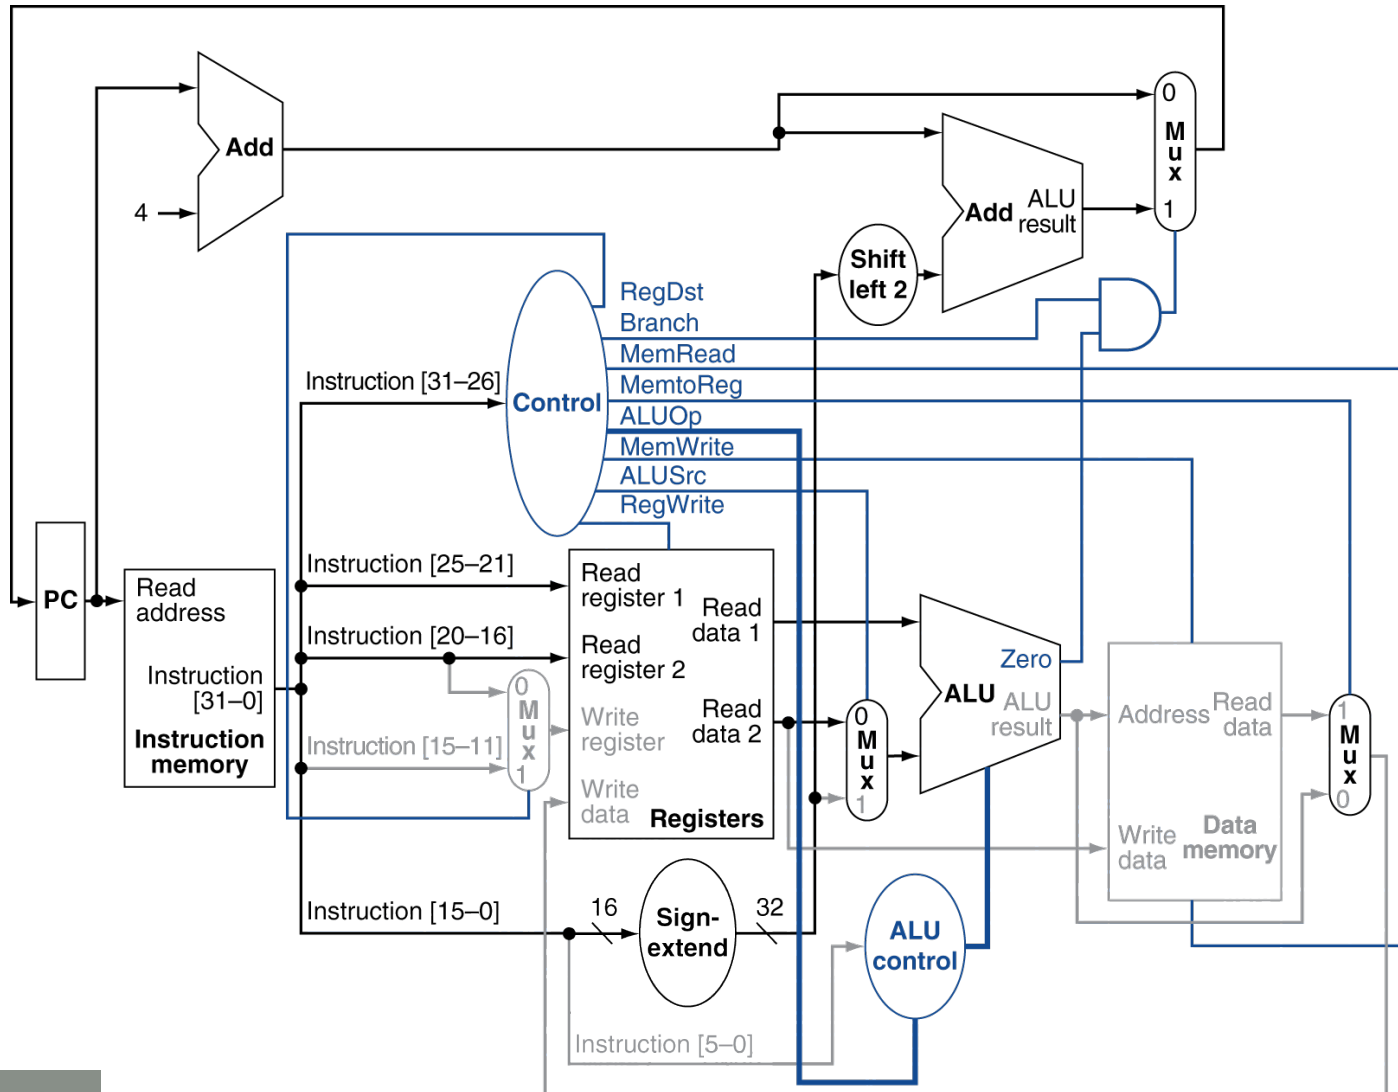 0
M
u
x
1
Add
4
Add
ALU
result
Shift
left 2
RegDst
Branch
MemRead
MemtoReg
ALUOp
MemWrite
ALUSrc
RegWrite
Control
Instruction [31–26]
Instruction [25–21]
Instruction [20–16]
Instruction [15–11]
Instruction [15–0]
Instruction [5–0]
PC
Read
address
Instruction
[31–0]
Instruction
memory
0
M
u
x
1
Read
register 1
Read
register 2
Write
register
Write
data
Read
data 1
Read
data 2
Registers
0
M
u
x
1
Zero
ALU
ALU
result
Address
Read
data
Write
data
Data
memory
1
M
u
x
0
16
Sign-
extend
32
ALU
control